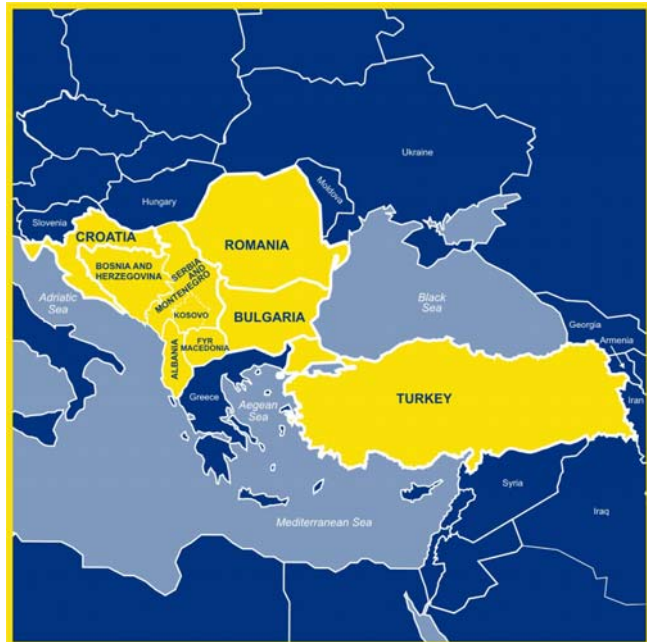 Ukraine
Moldova
Hungary
Slovenia
CROATIA
ROMANIA
BOSNIA AND
HERZEGOVINA
SERBIA
AND
MONTENEGRO
Adriatic
Sea
KOSOVO
BULGARIA
Black
Sea
FYR
MACEDONIA
ALBANIA
Georgia
Armenia
Iran
Greece
Aegean
Sea
TURKEY
Syria
Iraq
Mediterranean Sea